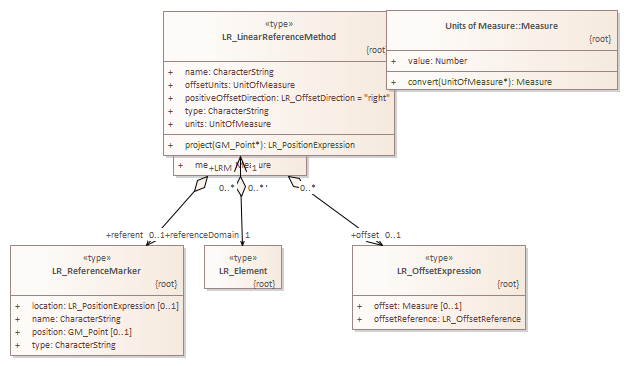 «type»
LR_LinearReferenceMethod
{root
+ name: CharacterString
+ offsetUnits: UnitOfMeasure
+ positiveOffsetDirection: LR_OffsetDirection = "right"
+ type: CharacterString
+ units: UnitOfMeasure
+ project(GM_Point*): LR_PositionExpression
Units of Measure::Measure
{root}
+ value: Number
+ convert(UnitOfMeasure*): Measure
+ me
+LRM
1
0..*
0..*
0..*
+referent 0..1
+referenceDomain 1
+offset 0..1
«type»
LR_ReferenceMarker
{root}
+ location: LR_PositionExpression [0..1]
+ name: CharacterString
+ position: GM_Point [0..1]
+ type: CharacterString
«type»
LR_Element
{root}
«type»
LR_OffsetExpression
{root}
+ offset: Measure [0..1]
+ offsetReference: LR_OffsetReference